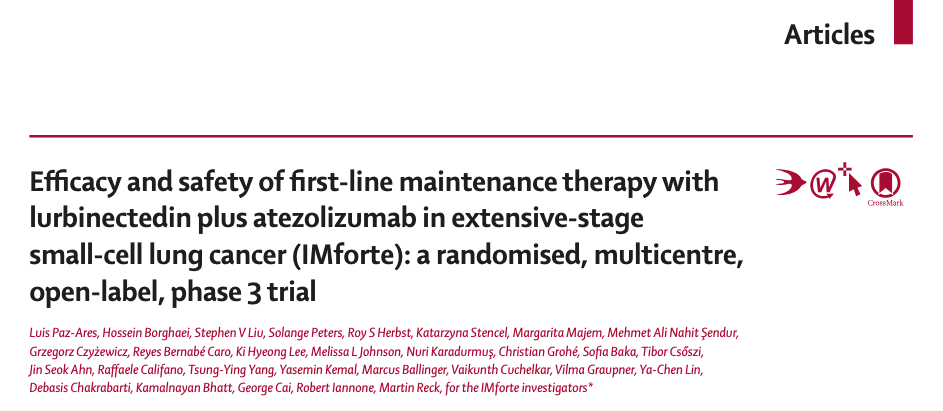 Articles
Efficacy and safety of first-line maintenance therapy with
lurbinectedin plus atezolizumab in extensive-stage
small-cell lung cancer (IMforte): a randomised, multicentre,
open-label, phase 3 trial
W
CrossMark
Luis Paz-Ares, Hossein Borghaei, Stephen V Liu, Solange Peters, Roy S Herbst, Katarzyna Stencel, Margarita Majem, Mehmet Ali Nahit Şendur,
Grzegorz Czyżewicz, Reyes Bernabé Caro, Ki Hyeong Lee, Melissa L Johnson, Nuri Karadurmuş, Christian Grohé, Sofia Baka, Tibor Csőszi,
Jin Seok Ahn, Raffaele Califano, Tsung-Ying Yang, Yasemin Kemal, Marcus Ballinger, Vaikunth Cuchelkar, Vilma Graupner, Ya-Chen Lin,
Debasis Chakrabarti, Kamalnayan Bhatt, George Cai, Robert Iannone, Martin Reck, for the IMforte investigators*